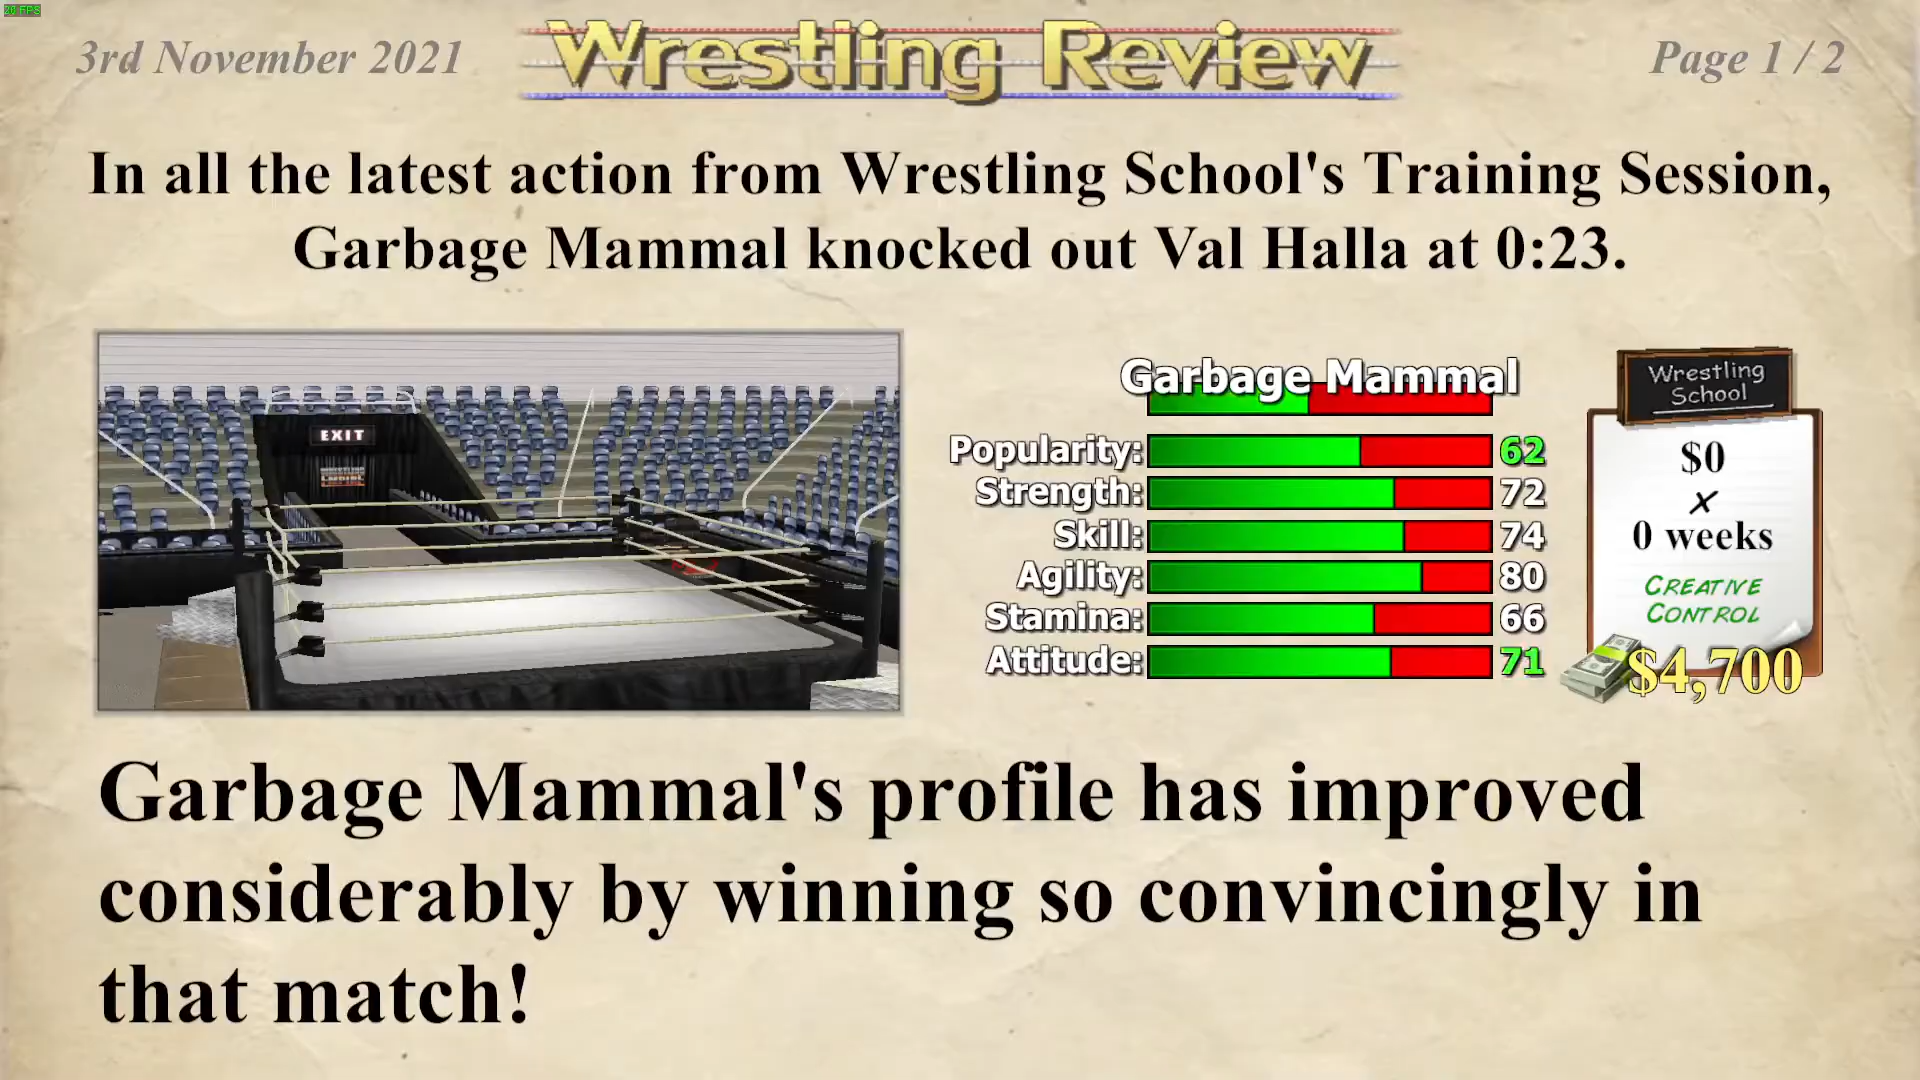 20 FPS
3rd November 2021
Wrestling Review
Page 1 / 2
In all the latest action from Wrestling School's Training Session,
Garbage Mammal knocked out Val Halla at 0:23.
EXIT
Garbage Mammal
Popularity: 62
Strength: 72
Skill: 74
Agility: 80
Stamina: 66
Attitude: 71
Wrestling
School
$0
x
0 weeks
CREATIVE
CONTROL
$4,700
Garbage Mammal's profile has improved
considerably by winning so convincingly in
that match!